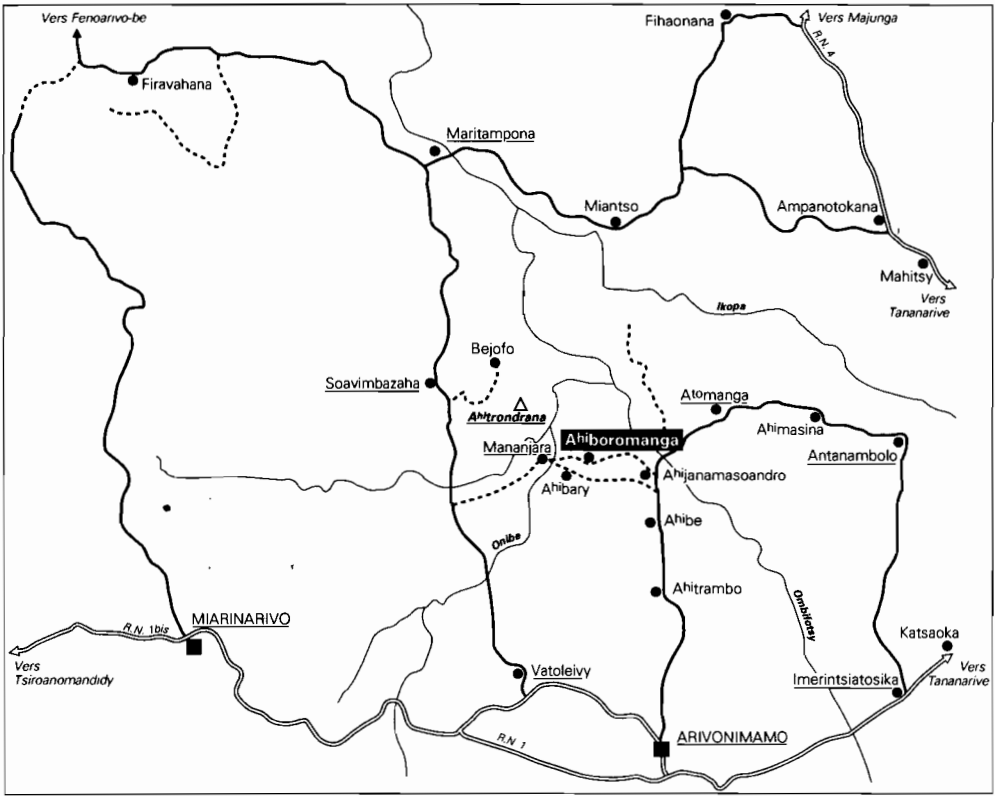 Vers Fenoarivo-be
Fihaonana
Vers Majunga
R.N. 4
Firavahana
Maritampona
Miantso
Ampanotokana
Mahitsy
Vers
Tananarive
Ikopa
Bejofo
Soavimbazaha
Ahitrondrana
Atomanga
Ahimasina
Antanambolo
Mananjara
Ahiboromanga
Ahibary
Ahijanamasoandro
Ahibe
Onibe
Ahitrambo
Ombifotsy
MIARINARIVO
R.N. 1bis
Vers
Tsiroanomandidy
Katsaoka
Vers
Tananarive
Vatoleivy
Imerintsiatosika
R.N. 1
ARIVONIMAMO